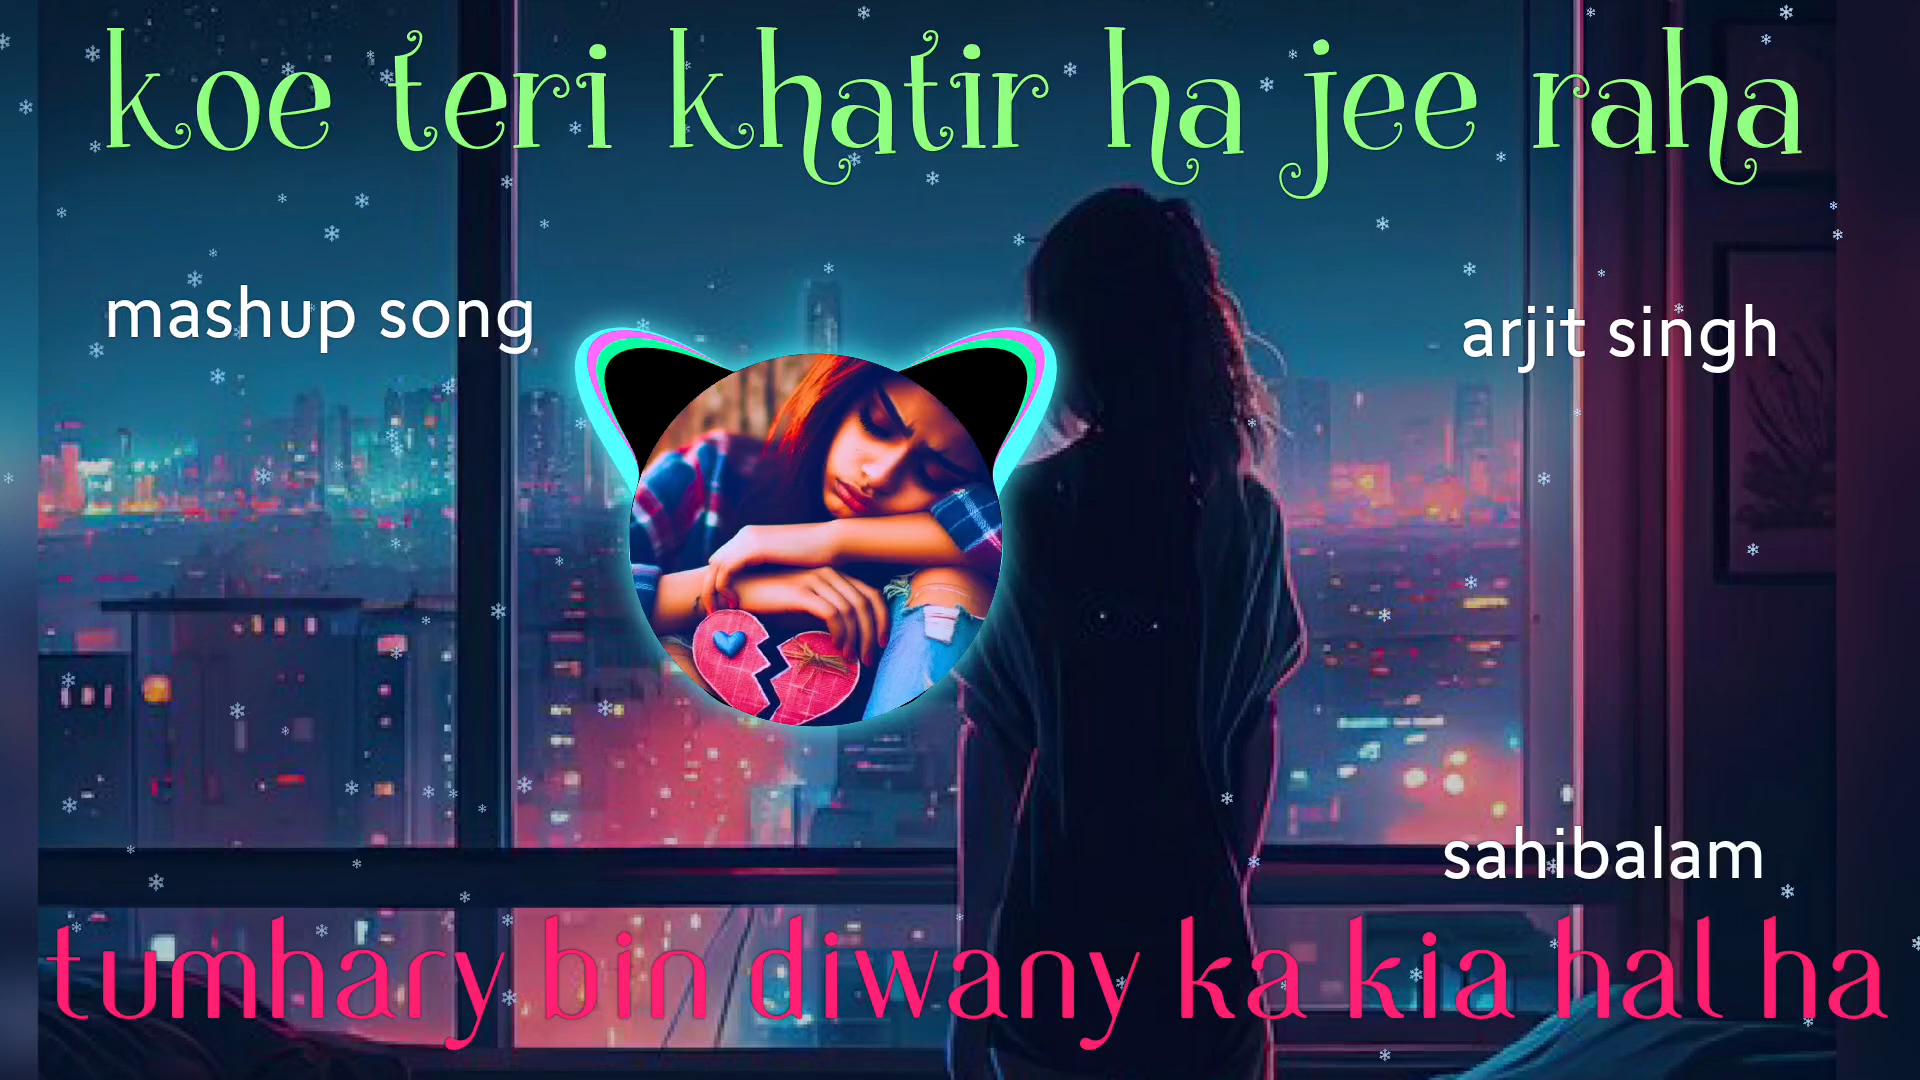 koe teri khatir ha jee raha
mashup song
arjit singh
sahibalam
tumhary bin diwany ka kia hal ha